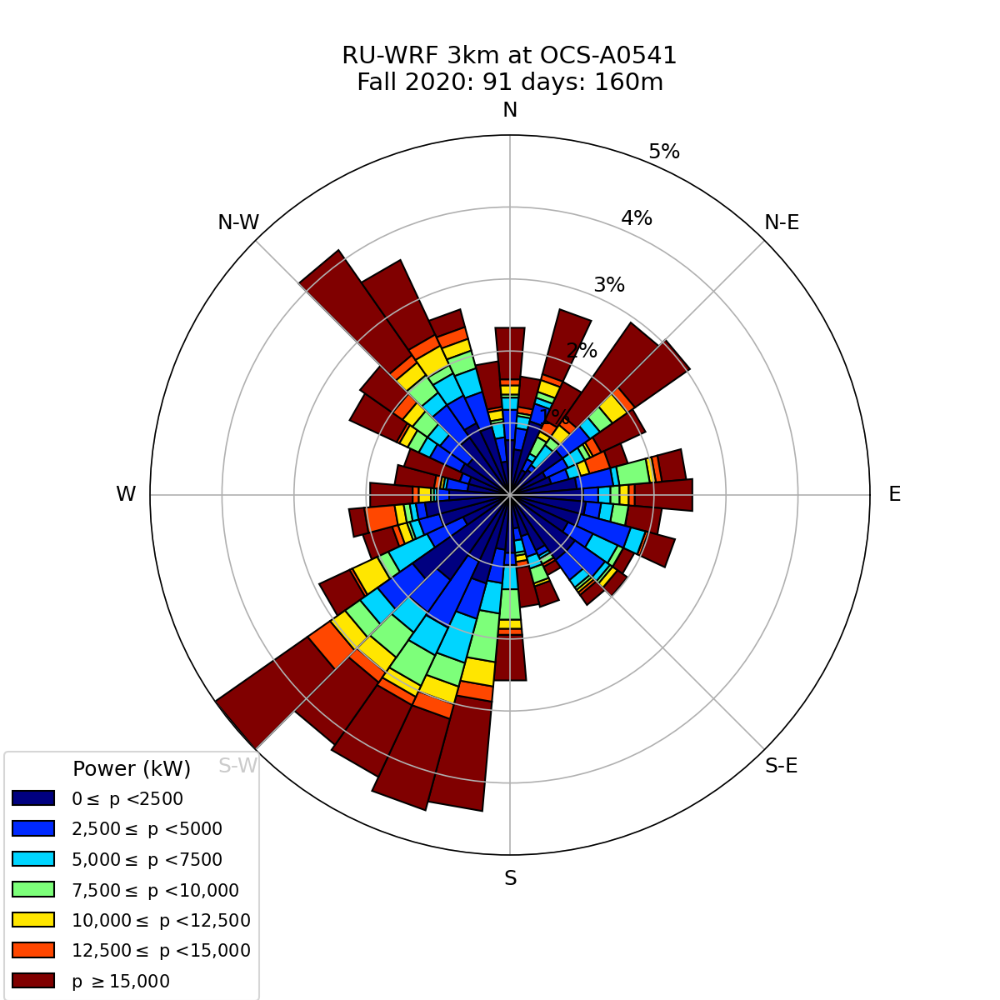 RU-WRF 3km at OCS-A0541
Fall 2020: 91 days: 160m
N
5%
N-W
4%
N-E
3%
2%
1%
W
E
S-W
S-E
S
Power (kW)
0≤ p <2500
2,500≤ p <5000
5,000≤ p <7500
7,500≤ p <10,000
10,000≤ p <12,500
12,500≤ p <15,000
p ≥15,000